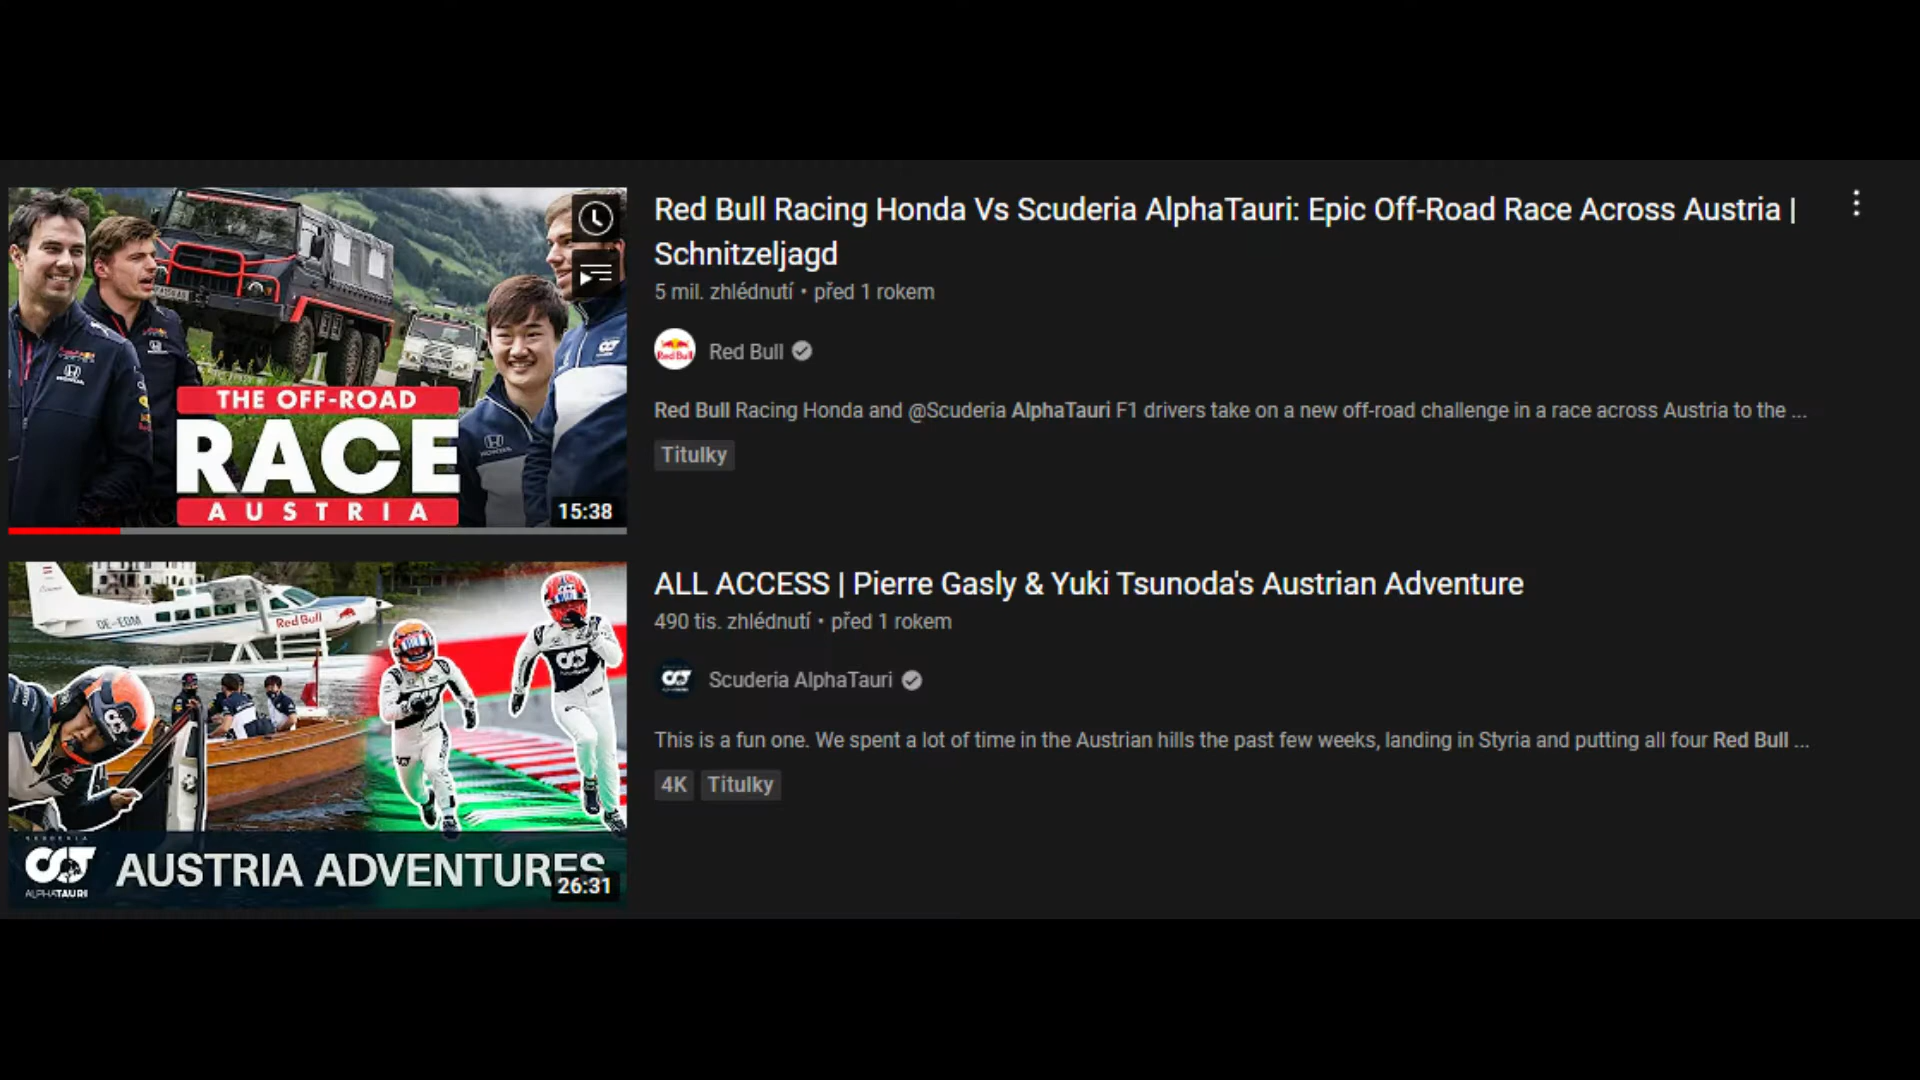 Red Bull Racing Honda Vs Scuderia AlphaTauri: Epic Off-Road Race Across Austria |
Schnitzeljagd
5 mil. zhlédnutí • před 1 rokem
Red Bull
Red Bull Racing Honda and @Scuderia AlphaTauri F1 drivers take on a new off-road challenge in a race across Austria to the ...
Titulky
THE OFF-ROAD
RACE
AUSTRIA
15:38
HONDA
HONDA
ALL ACCESS | Pierre Gasly & Yuki Tsunoda's Austrian Adventure
490 tis. zhlédnutí • před 1 rokem
Scuderia AlphaTauri
This is a fun one. We spent a lot of time in the Austrian hills the past few weeks, landing in Styria and putting all four Red Bull ...
4K Titulky
OE-EDM
Red Bull
SCUDERIA
ALPHATAURI
AUSTRIA ADVENTURES
26:31